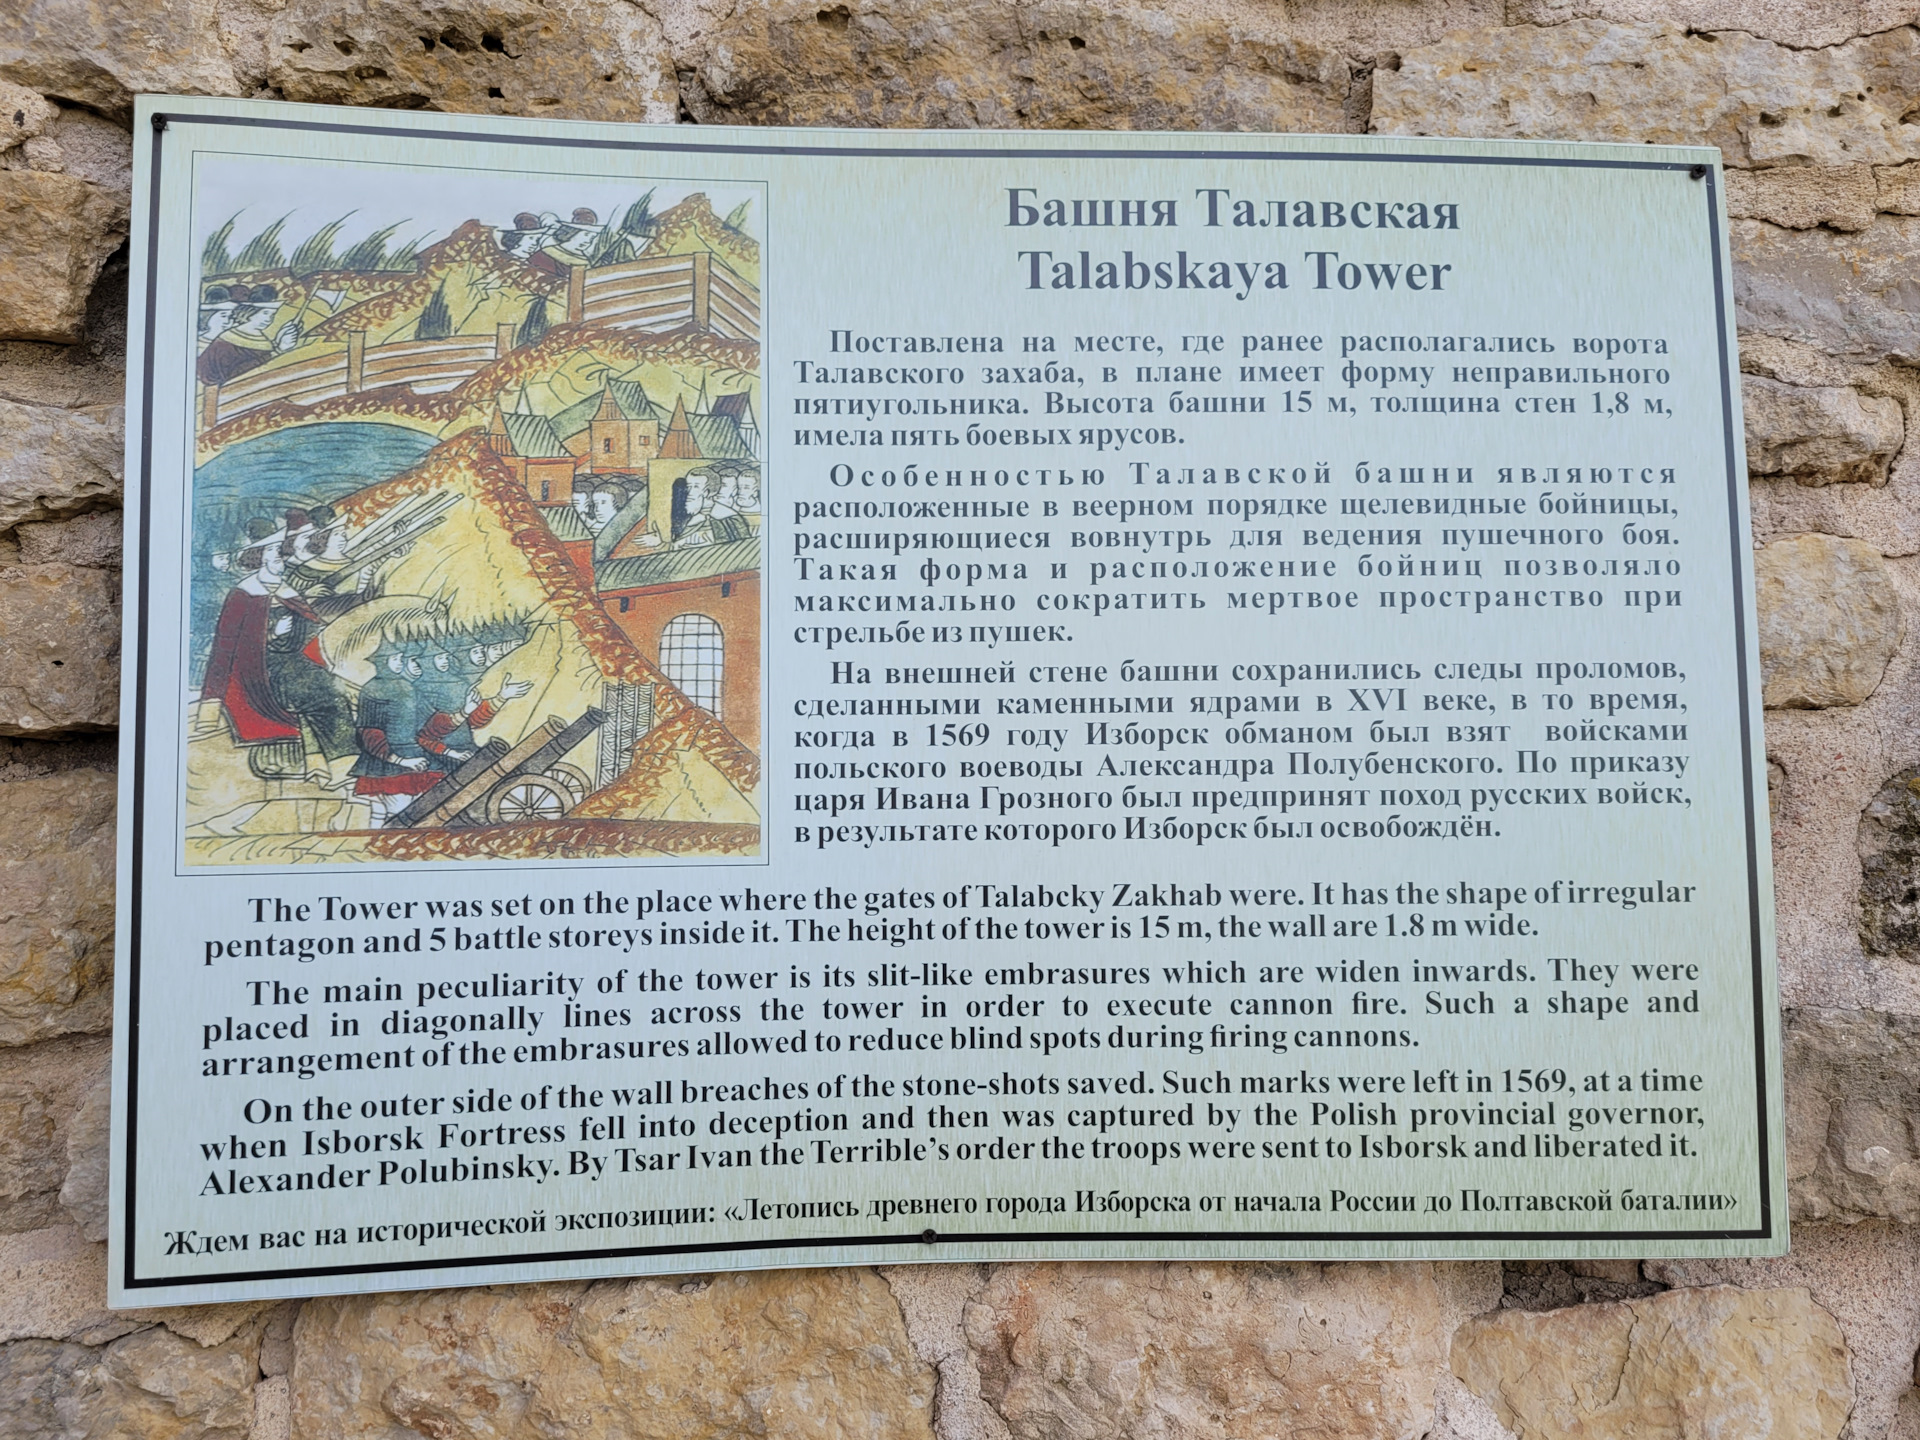 Башня Талавская
Talabskaya Tower
Поставлена на месте, где ранее располагались ворота
Талавского захаба, в плане имеет форму неправильного
пятиугольника. Высота башни 15 м, толщина стен 1,8 м,
имела пять боевых ярусов.
Особенностью Талавской башни являются
расположенные в веерном порядке щелевидные бойницы,
расширяющиеся вовнутрь для ведения пушечного боя.
Такая форма и расположение бойниц позволяло
максимально сократить мертвое пространство при
стрельбе из пушек.
На внешней стене башни сохранились следы проломов,
сделанными каменными ядрами в XVI веке, в то время,
когда в 1569 году Изборск обманом был взят войсками
польского воеводы Александра Полубенского. По приказу
царя Ивана Грозного был предпринят поход русских войск,
в результате которого Изборск был освобождён.
The Tower was set on the place where the gates of Talabcky Zakhab were. It has the shape of irregular
pentagon and 5 battle storeys inside it. The height of the tower is 15 m, the wall are 1.8 m wide.
The main peculiarity of the tower is its slit-like embrasures which are widen inwards. They were
placed in diagonally lines across the tower in order to execute cannon fire. Such a shape and
arrangement of the embrasures allowed to reduce blind spots during firing cannons.
On the outer side of the wall breaches of the stone-shots saved. Such marks were left in 1569, at a time
when Isborsk Fortress fell into deception and then was captured by the Polish provincial governor,
Alexander Polubinsky. By Tsar Ivan the Terrible’s order the troops were sent to Isborsk and liberated it.
Ждем вас на исторической экспозиции: «Летопись древнего города Изборска от начала России до Полтавской баталии»